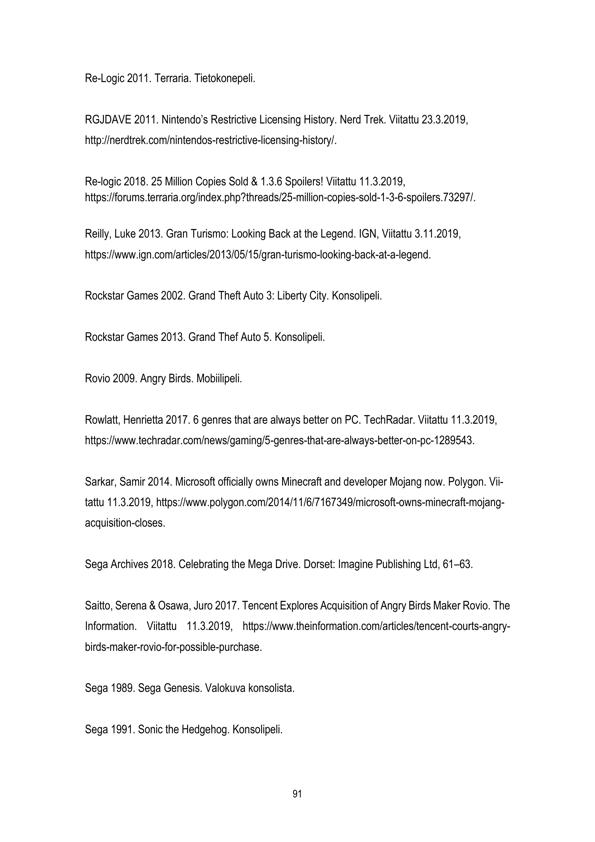 Re-Logic 2011. Terraria. Tietokonepeli.
RGJDAVE 2011. Nintendo's Restrictive Licensing History. Nerd Trek. Viitattu 23.3.2019,
http://nerdtrek.com/nintendos-restrictive-licensing-history/.
Re-logic 2018. 25 Million Copies Sold & 1.3.6 Spoilers! Viitattu 11.3.2019,
https://forums.terraria.org/index.php?threads/25-million-copies-sold-1-3-6-spoilers.73297/.
Reilly, Luke 2013. Gran Turismo: Looking Back at the Legend. IGN, Viitattu 3.11.2019,
https://www.ign.com/articles/2013/05/15/gran-turismo-looking-back-at-a-legend.
Rockstar Games 2002. Grand Theft Auto 3: Liberty City. Konsolipeli.
Rockstar Games 2013. Grand Thef Auto 5. Konsolipeli.
Rovio 2009. Angry Birds. Mobiilipeli.
Rowlatt, Henrietta 2017. 6 genres that are always better on PC. TechRadar. Viitattu 11.3.2019,
https://www.techradar.com/news/gaming/5-genres-that-are-always-better-on-pc-1289543.
Sarkar, Samir 2014. Microsoft officially owns Minecraft and developer Mojang now. Polygon. Vii-
tattu 11.3.2019, https://www.polygon.com/2014/11/6/7167349/microsoft-owns-minecraft-mojang-
acquisition-closes.
Sega Archives 2018. Celebrating the Mega Drive. Dorset: Imagine Publishing Ltd, 61–63.
Saitto, Serena & Osawa, Juro 2017. Tencent Explores Acquisition of Angry Birds Maker Rovio. The
Information. Viitattu 11.3.2019, https://www.theinformation.com/articles/tencent-courts-angry-
birds-maker-rovio-for-possible-purchase.
Sega 1989. Sega Genesis. Valokuva konsolista.
Sega 1991. Sonic the Hedgehog. Konsolipeli.
91